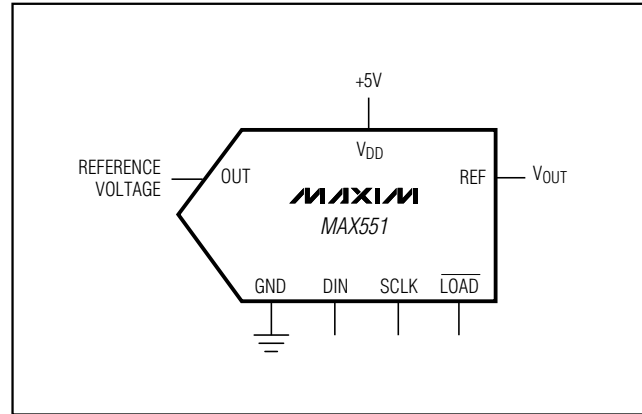 +5V
VDD
REFERENCE
VOLTAGE
OUT
REF
VOUT
MAXIM
MAX551
GND
DIN
SCLK
LOAD